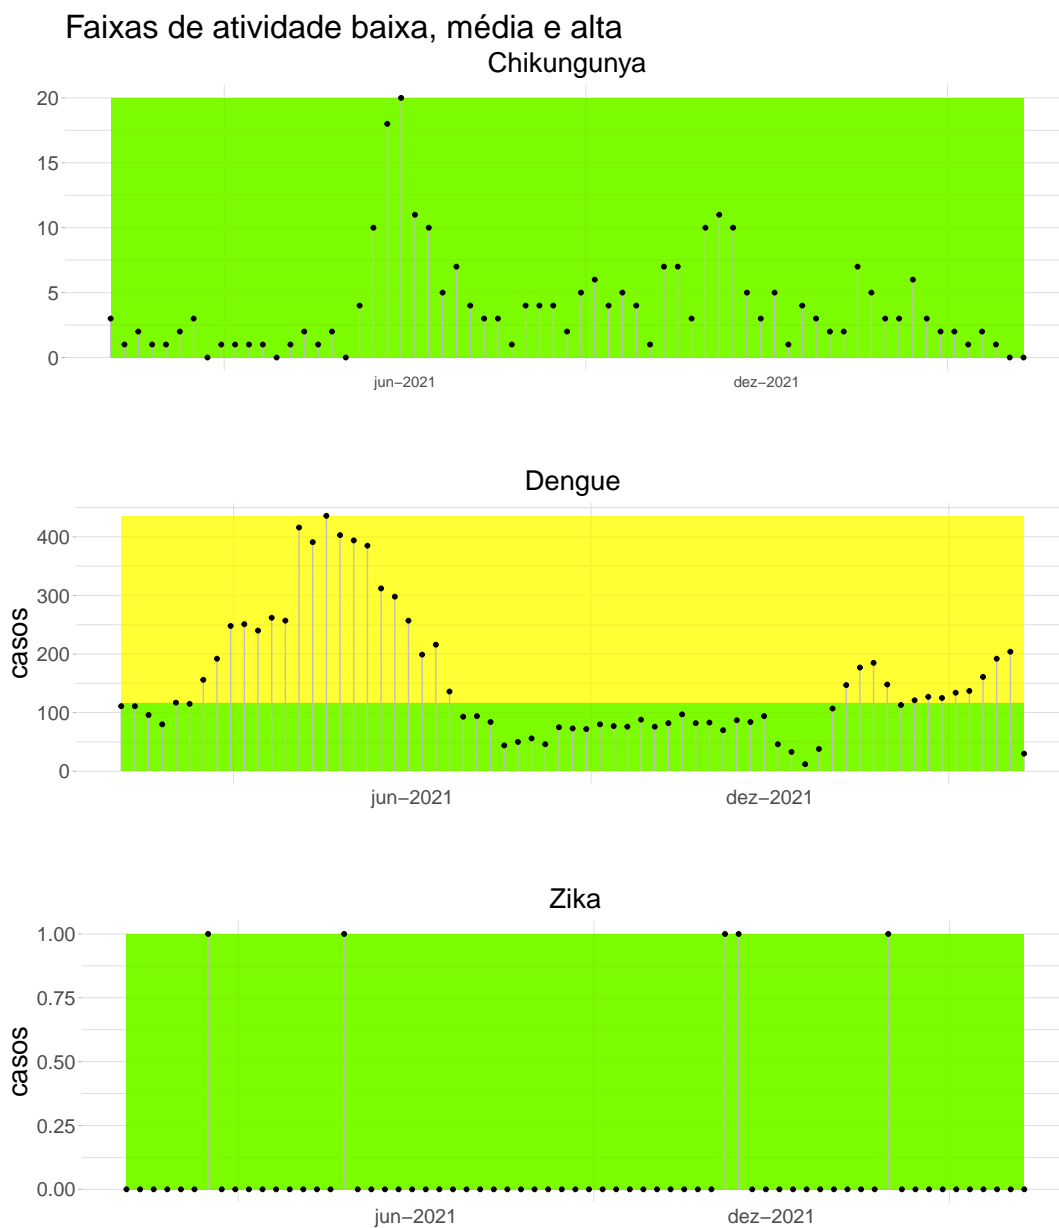 Faixas de atividade baixa, média e alta
Chikungunya
20
15
10
5
0
jun−2021
dez−2021
Dengue
casos
400
300
200
100
0
jun−2021
dez−2021
Zika
casos
1.00
0.75
0.50
0.25
0.00
jun−2021
dez−2021